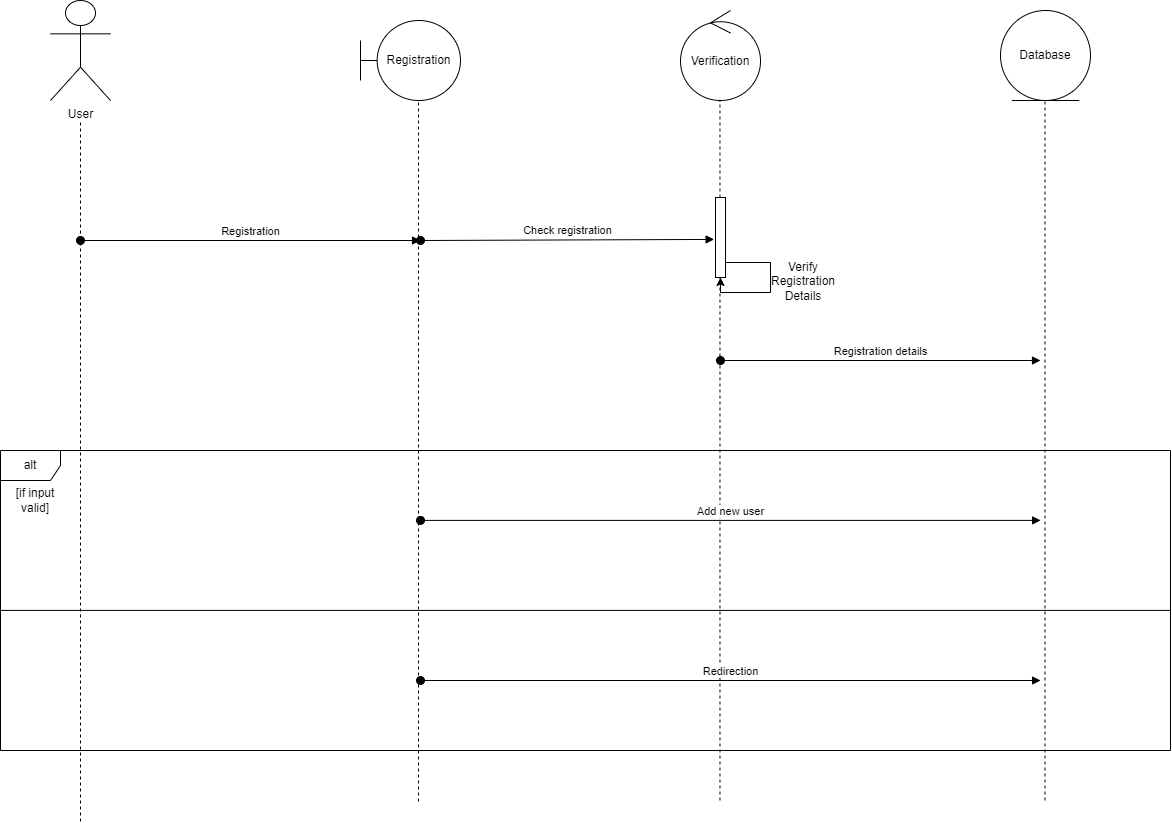 Registration
Verification
Database
User
Registration
Check registration
Verify
Registration
Details
Registration details
alt
[if input
valid]
Add new user
Redirection